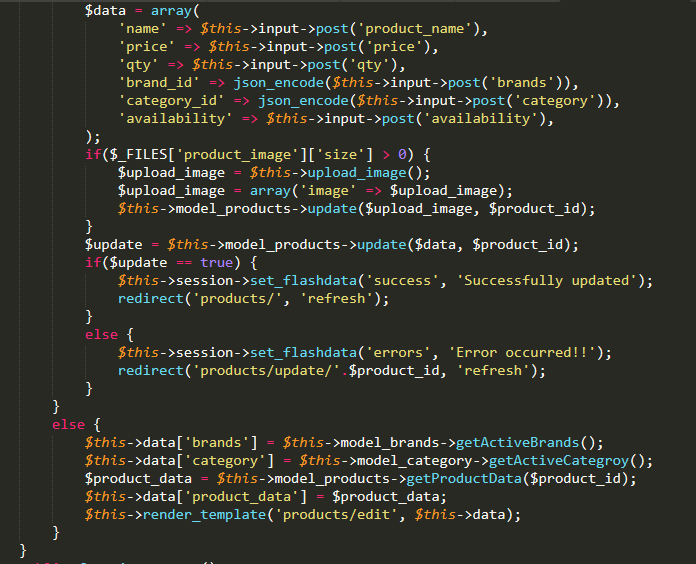 $data = array(
'name' => $this->input->post('product_name'),
'price' => $this->input->post('price'),
'qty' => $this->input->post('qty'),
'brand_id' => json_encode($this->input->post('brands')),
'category_id' => json_encode($this->input->post('category')),
'availability' => $this->input->post('availability'),
);
if($_FILES['product_image']['size'] > 0) {
$upload_image = $this->upload_image();
$upload_image = array('image' => $upload_image);
$this->model_products->update($upload_image, $product_id);
}
$update = $this->model_products->update($data, $product_id);
if($update == true) {
$this->session->set_flashdata('success', 'Successfully updated');
redirect('products/', 'refresh');
}
else {
$this->session->set_flashdata('errors', 'Error occurred!!');
redirect('products/update/'.$product_id, 'refresh');
}
}
else {
$this->data['brands'] = $this->model_brands->getActiveBrands();
$this->data['category'] = $this->model_category->getActiveCategroy();
$product_data = $this->model_products->getProductData($product_id);
$this->data['product_data'] = $product_data;
$this->render_template('products/edit', $this->data);
}
}